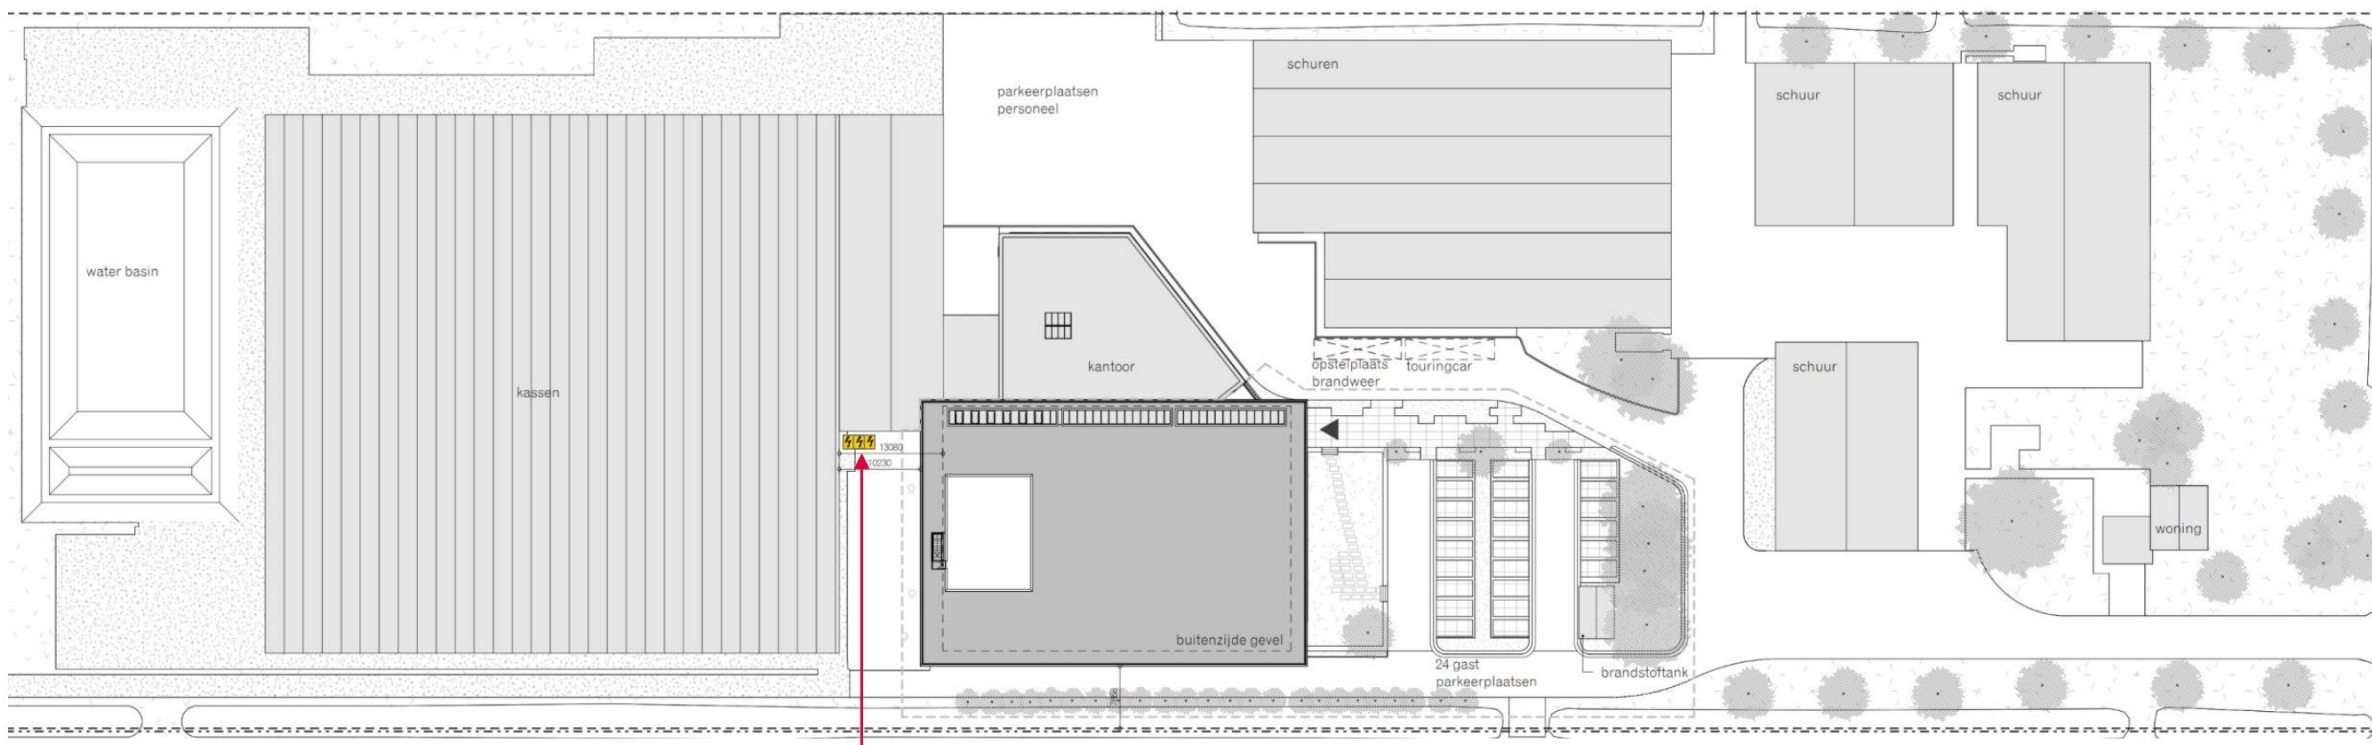 schuren
parkeerplaatsen
personeel
schuur
schuur
water basin
kantoor
opstelplaats
brandweer
touringcar
schuur
kassen
13080
10230
woning
buitenzijde gevel
24 gast
parkeerplaatsen
brandstoftank